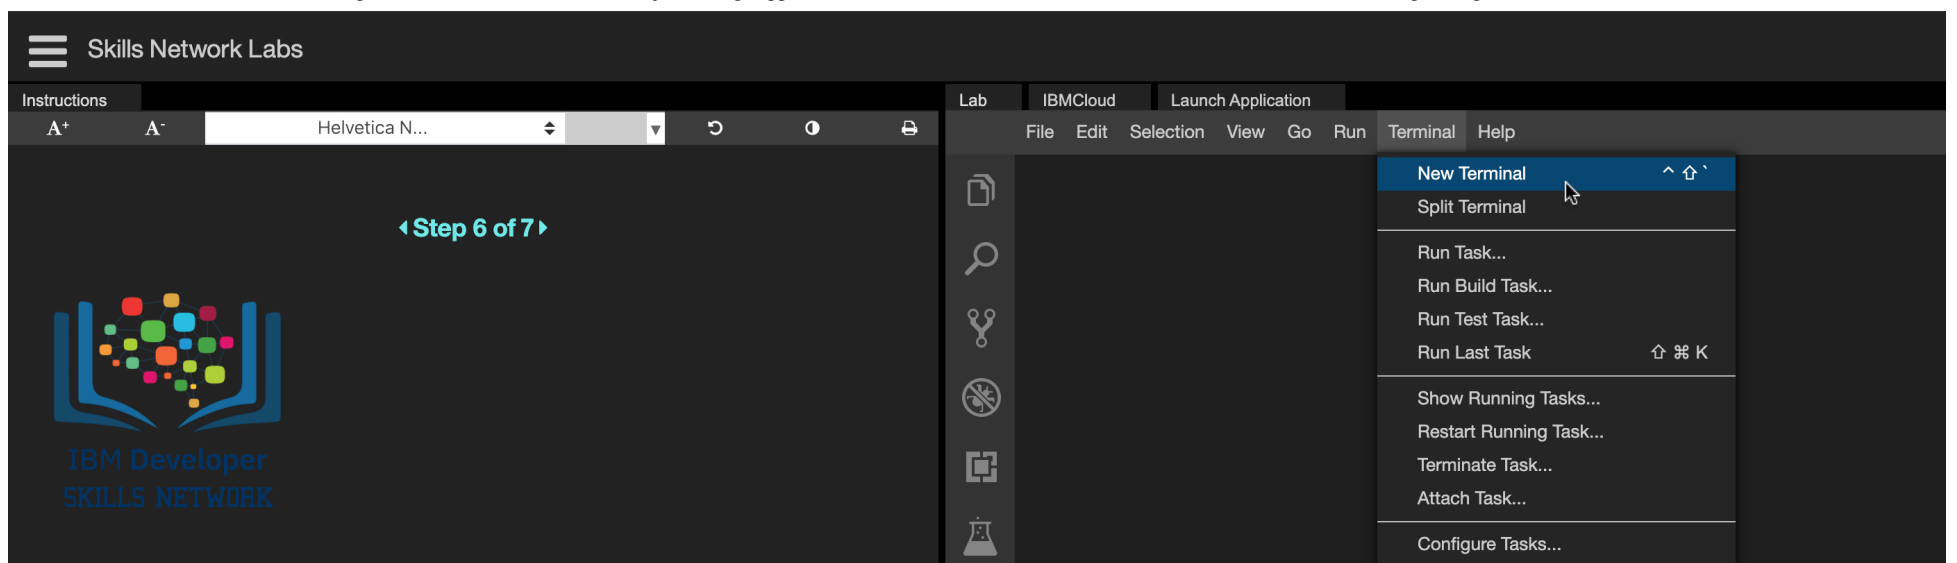 Skills Network Labs
Instructions
A+ A- Helvetica N...
Step 6 of 7
IBM Developer
SKILLS NETWORK
Lab IBMCloud Launch Application
File Edit Selection View Go Run Terminal Help
New Terminal ^ ⇧ `
Split Terminal
Run Task...
Run Build Task...
Run Test Task...
Run Last Task ⇧ ⌘ K
Show Running Tasks...
Restart Running Task...
Terminate Task...
Attach Task...
Configure Tasks...